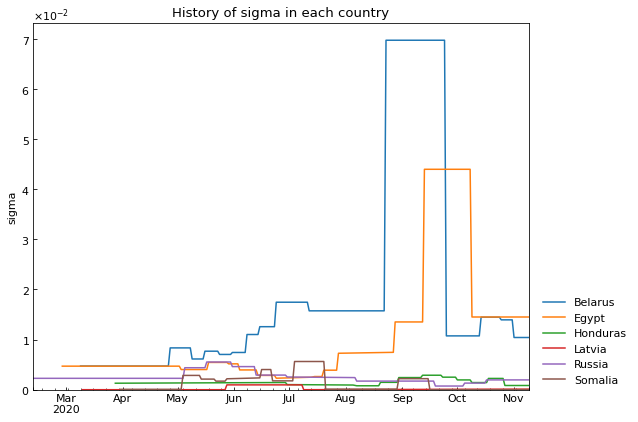 History of sigma in each country
×10⁻²
7
6
5
4
3
2
1
0
sigma
Mar Apr May Jun Jul Aug Sep Oct Nov
2020
Belarus
Egypt
Honduras
Latvia
Russia
Somalia